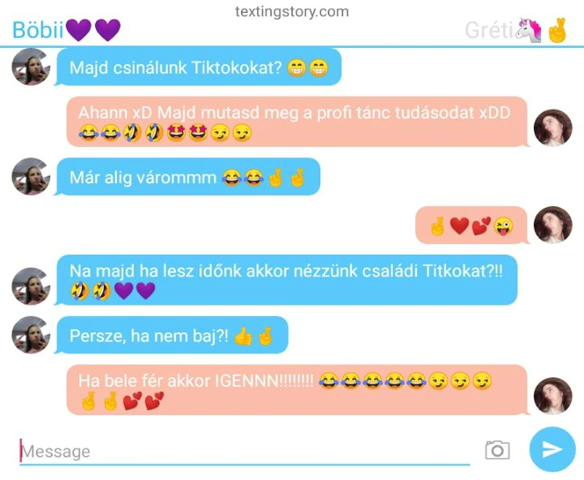 textingstory.com
Böbii💜💜
Gréti🦄🤞
Majd csinálunk Tiktokokat? 😁😁
Ahann xD Majd mutasd meg a profi tánc tudásodat xDD
😂😂🤣🤣🤩🤩😏😏
Már alig várommm 😂😂🤞🤞
🤞❤️💕😜
Na majd ha lesz időnk akkor nézzünk családi Titkokat?!!
🤣🤣💜💜
Persze, ha nem baj?! 👍🤞
Ha bele fér akkor IGENNN!!!!!!!! 😂😂😂😂😂😏😏😏
🤞🤞💕💕
Message